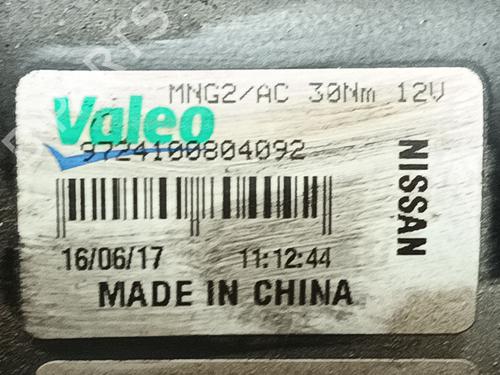 MNG2/AC 30Nm 12V
Valeo
9724100804092
NISSAN
16/06/17 11:12:44
MADE IN CHINA